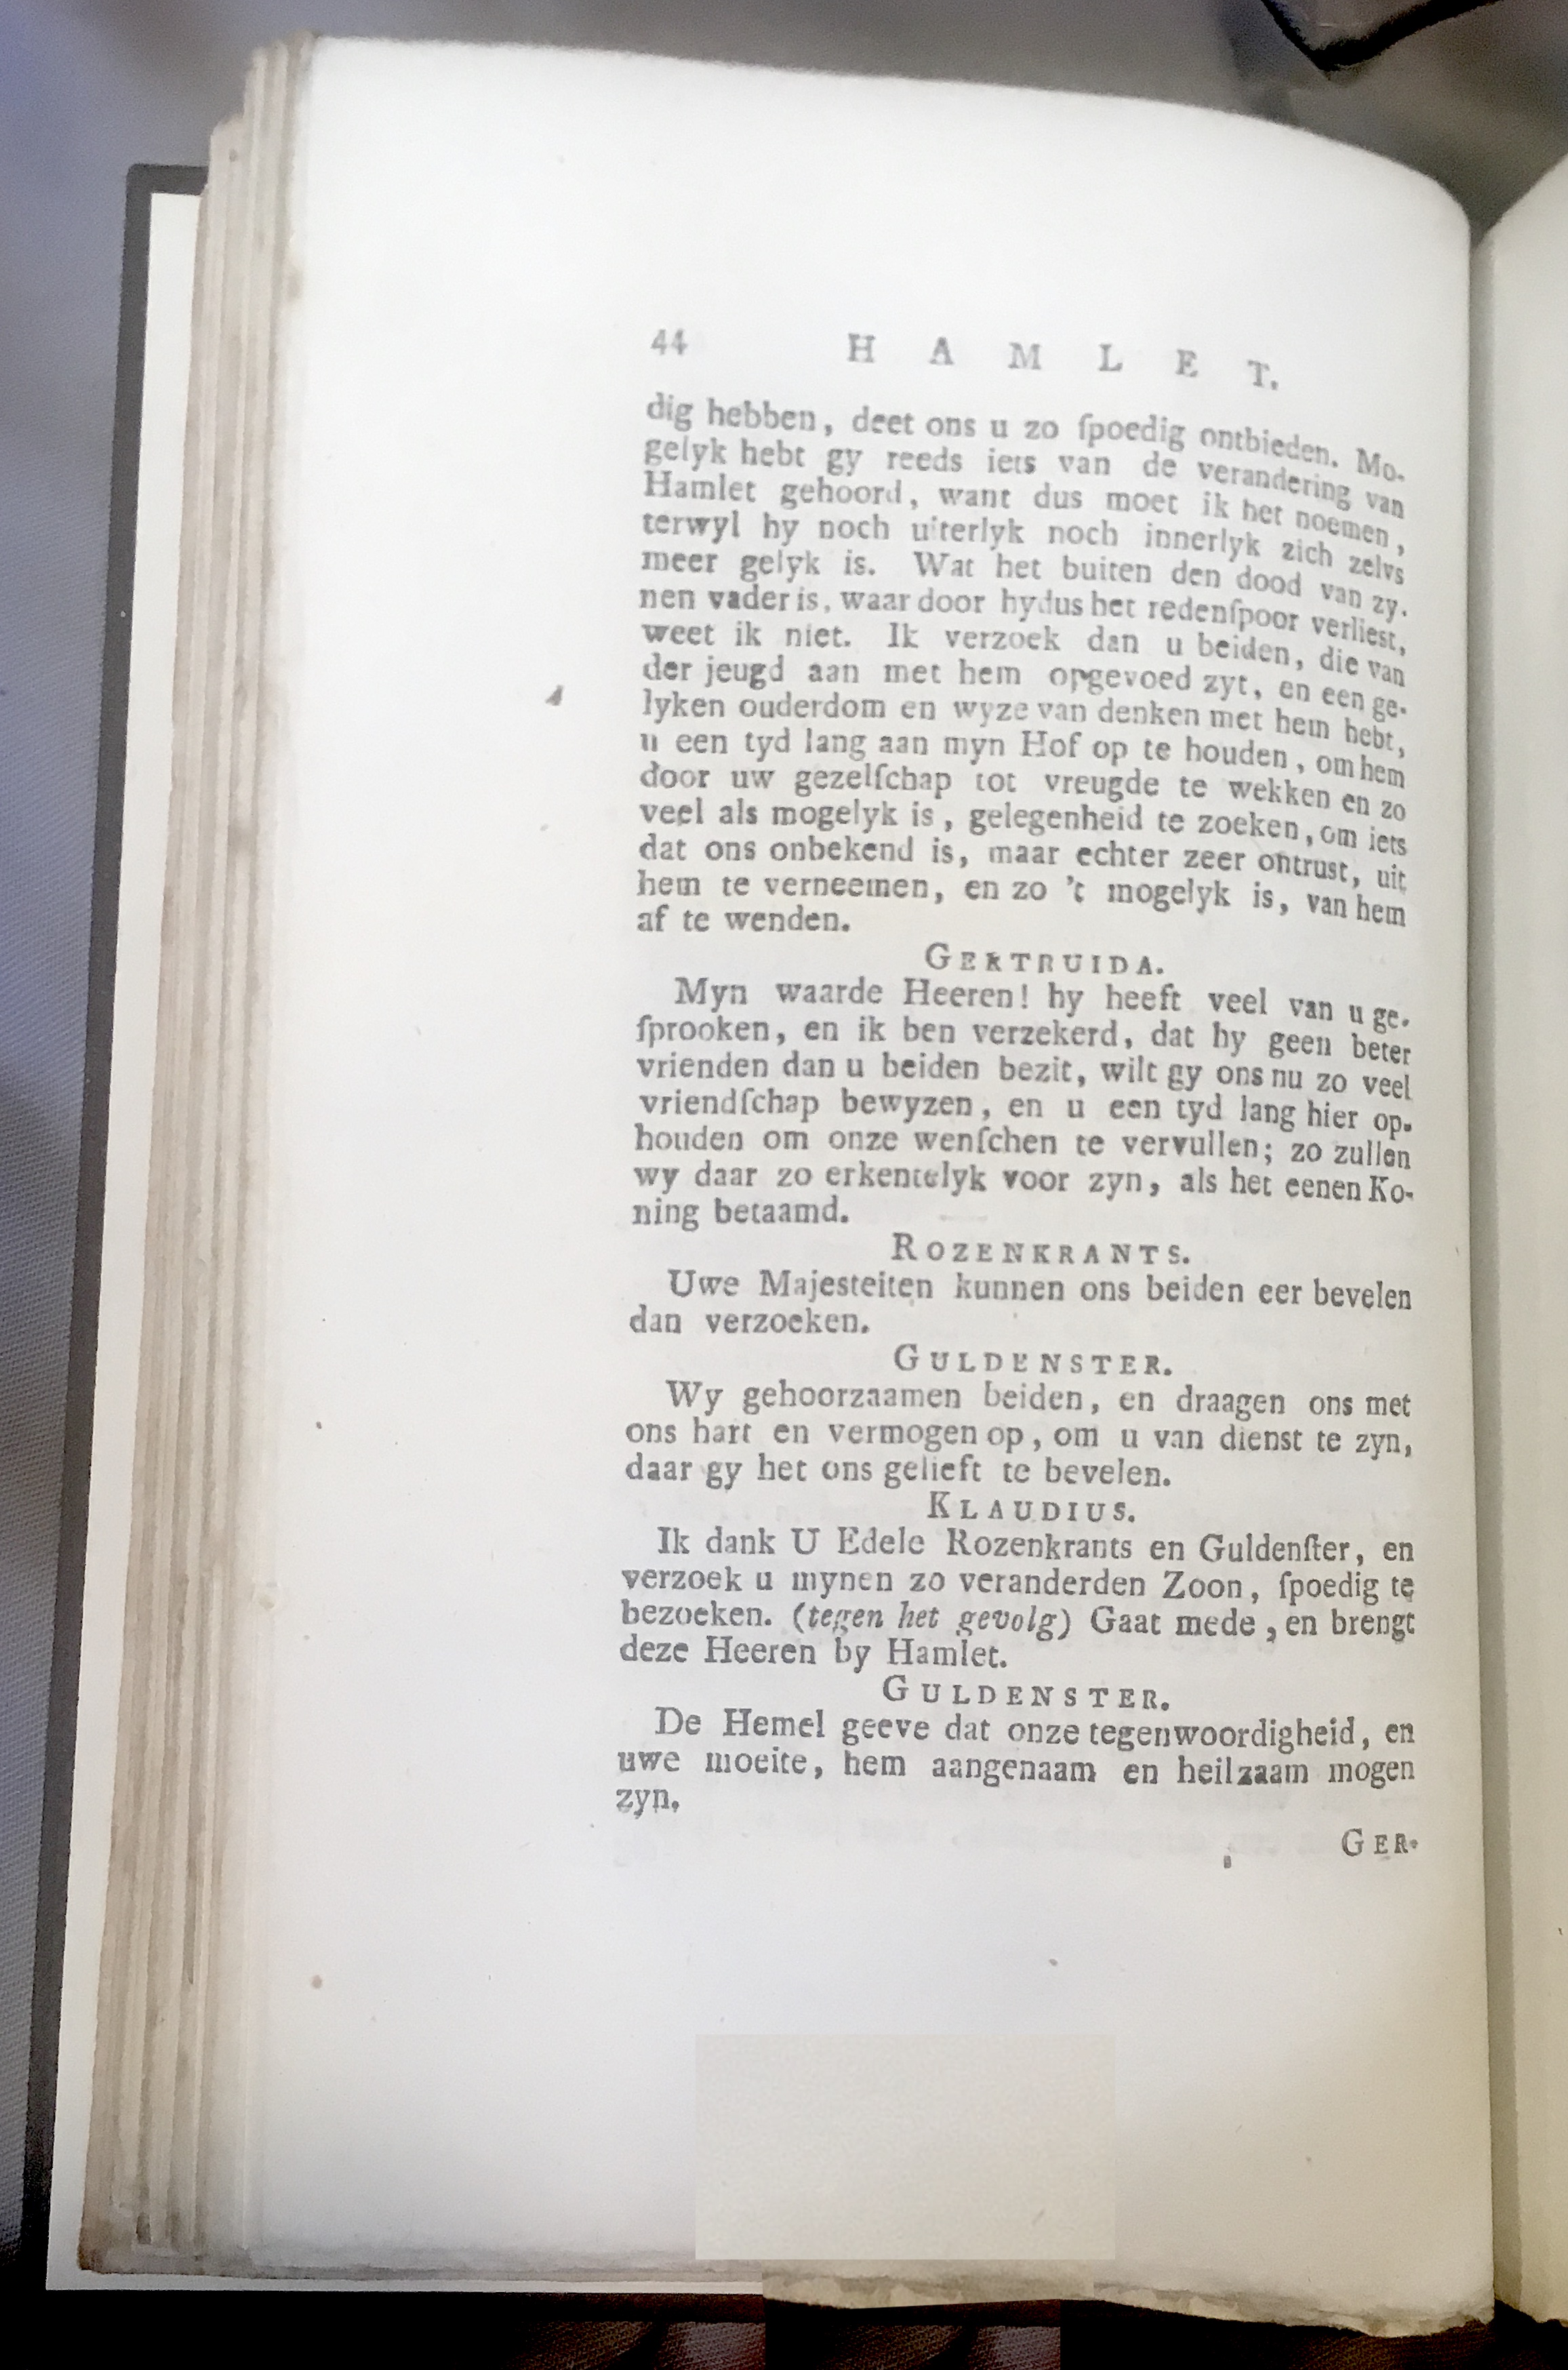 44 HAMLET.
dig hebben, deet ons u zo ſpoedig ontbieden. Mo-
gelyk hebt gy reeds iets van de verandering van
Hamlet gehoord, want dus moet ik het noemen,
terwyl hy noch uiterlyk noch innerlyk zich zelvs
meer gelyk is. Wat het buiten den dood van zy-
nen vader is, waar door hy dus het redenſpoor verliest,
weet ik niet. Ik verzoek dan u beiden, die van
der jeugd aan met hem opgevoed zyt, en een ge-
lyken ouderdom en wyze van denken met hem hebt,
u een tyd lang aan myn Hof op te houden, om hem
door uw gezelſchap tot vreugde te wekken en zo
veel als mogelyk is, gelegenheid te zoeken, om iets
dat ons onbekend is, maar echter zeer ontrust, uit
hem te verneemen, en zo 't mogelyk is, van hem
af te wenden.
GERTRUIDA.
Myn waarde Heeren! hy heeft veel van u ge-
ſprooken, en ik ben verzekerd, dat hy geen beter
vrienden dan u beiden bezit, wilt gy ons nu zo veel
vriendſchap bewyzen, en u een tyd lang hier op-
houden om onze wenſchen te vervullen; zo zullen
wy daar zo erkentelyk voor zyn, als het eenen Ko-
ning betaamd.
ROZENKRANTS.
Uwe Majesteiten kunnen ons beiden eer bevelen
dan verzoeken.
GULDENSTER.
Wy gehoorzaamen beiden, en draagen ons met
ons hart en vermogen op, om u van dienst te zyn,
daar gy het ons gelieft te bevelen.
KLAUDIUS.
Ik dank U Edele Rozenkrants en Guldenſter, en
verzoek u mynen zo veranderden Zoon, ſpoedig te
bezoeken. (tegen het gevolg) Gaat mede, en brengt
deze Heeren by Hamlet.
GULDENSTER.
De Hemel geeve dat onze tegenwoordigheid, en
uwe moeite, hem aangenaam en heilzaam mogen
zyn.
GER-